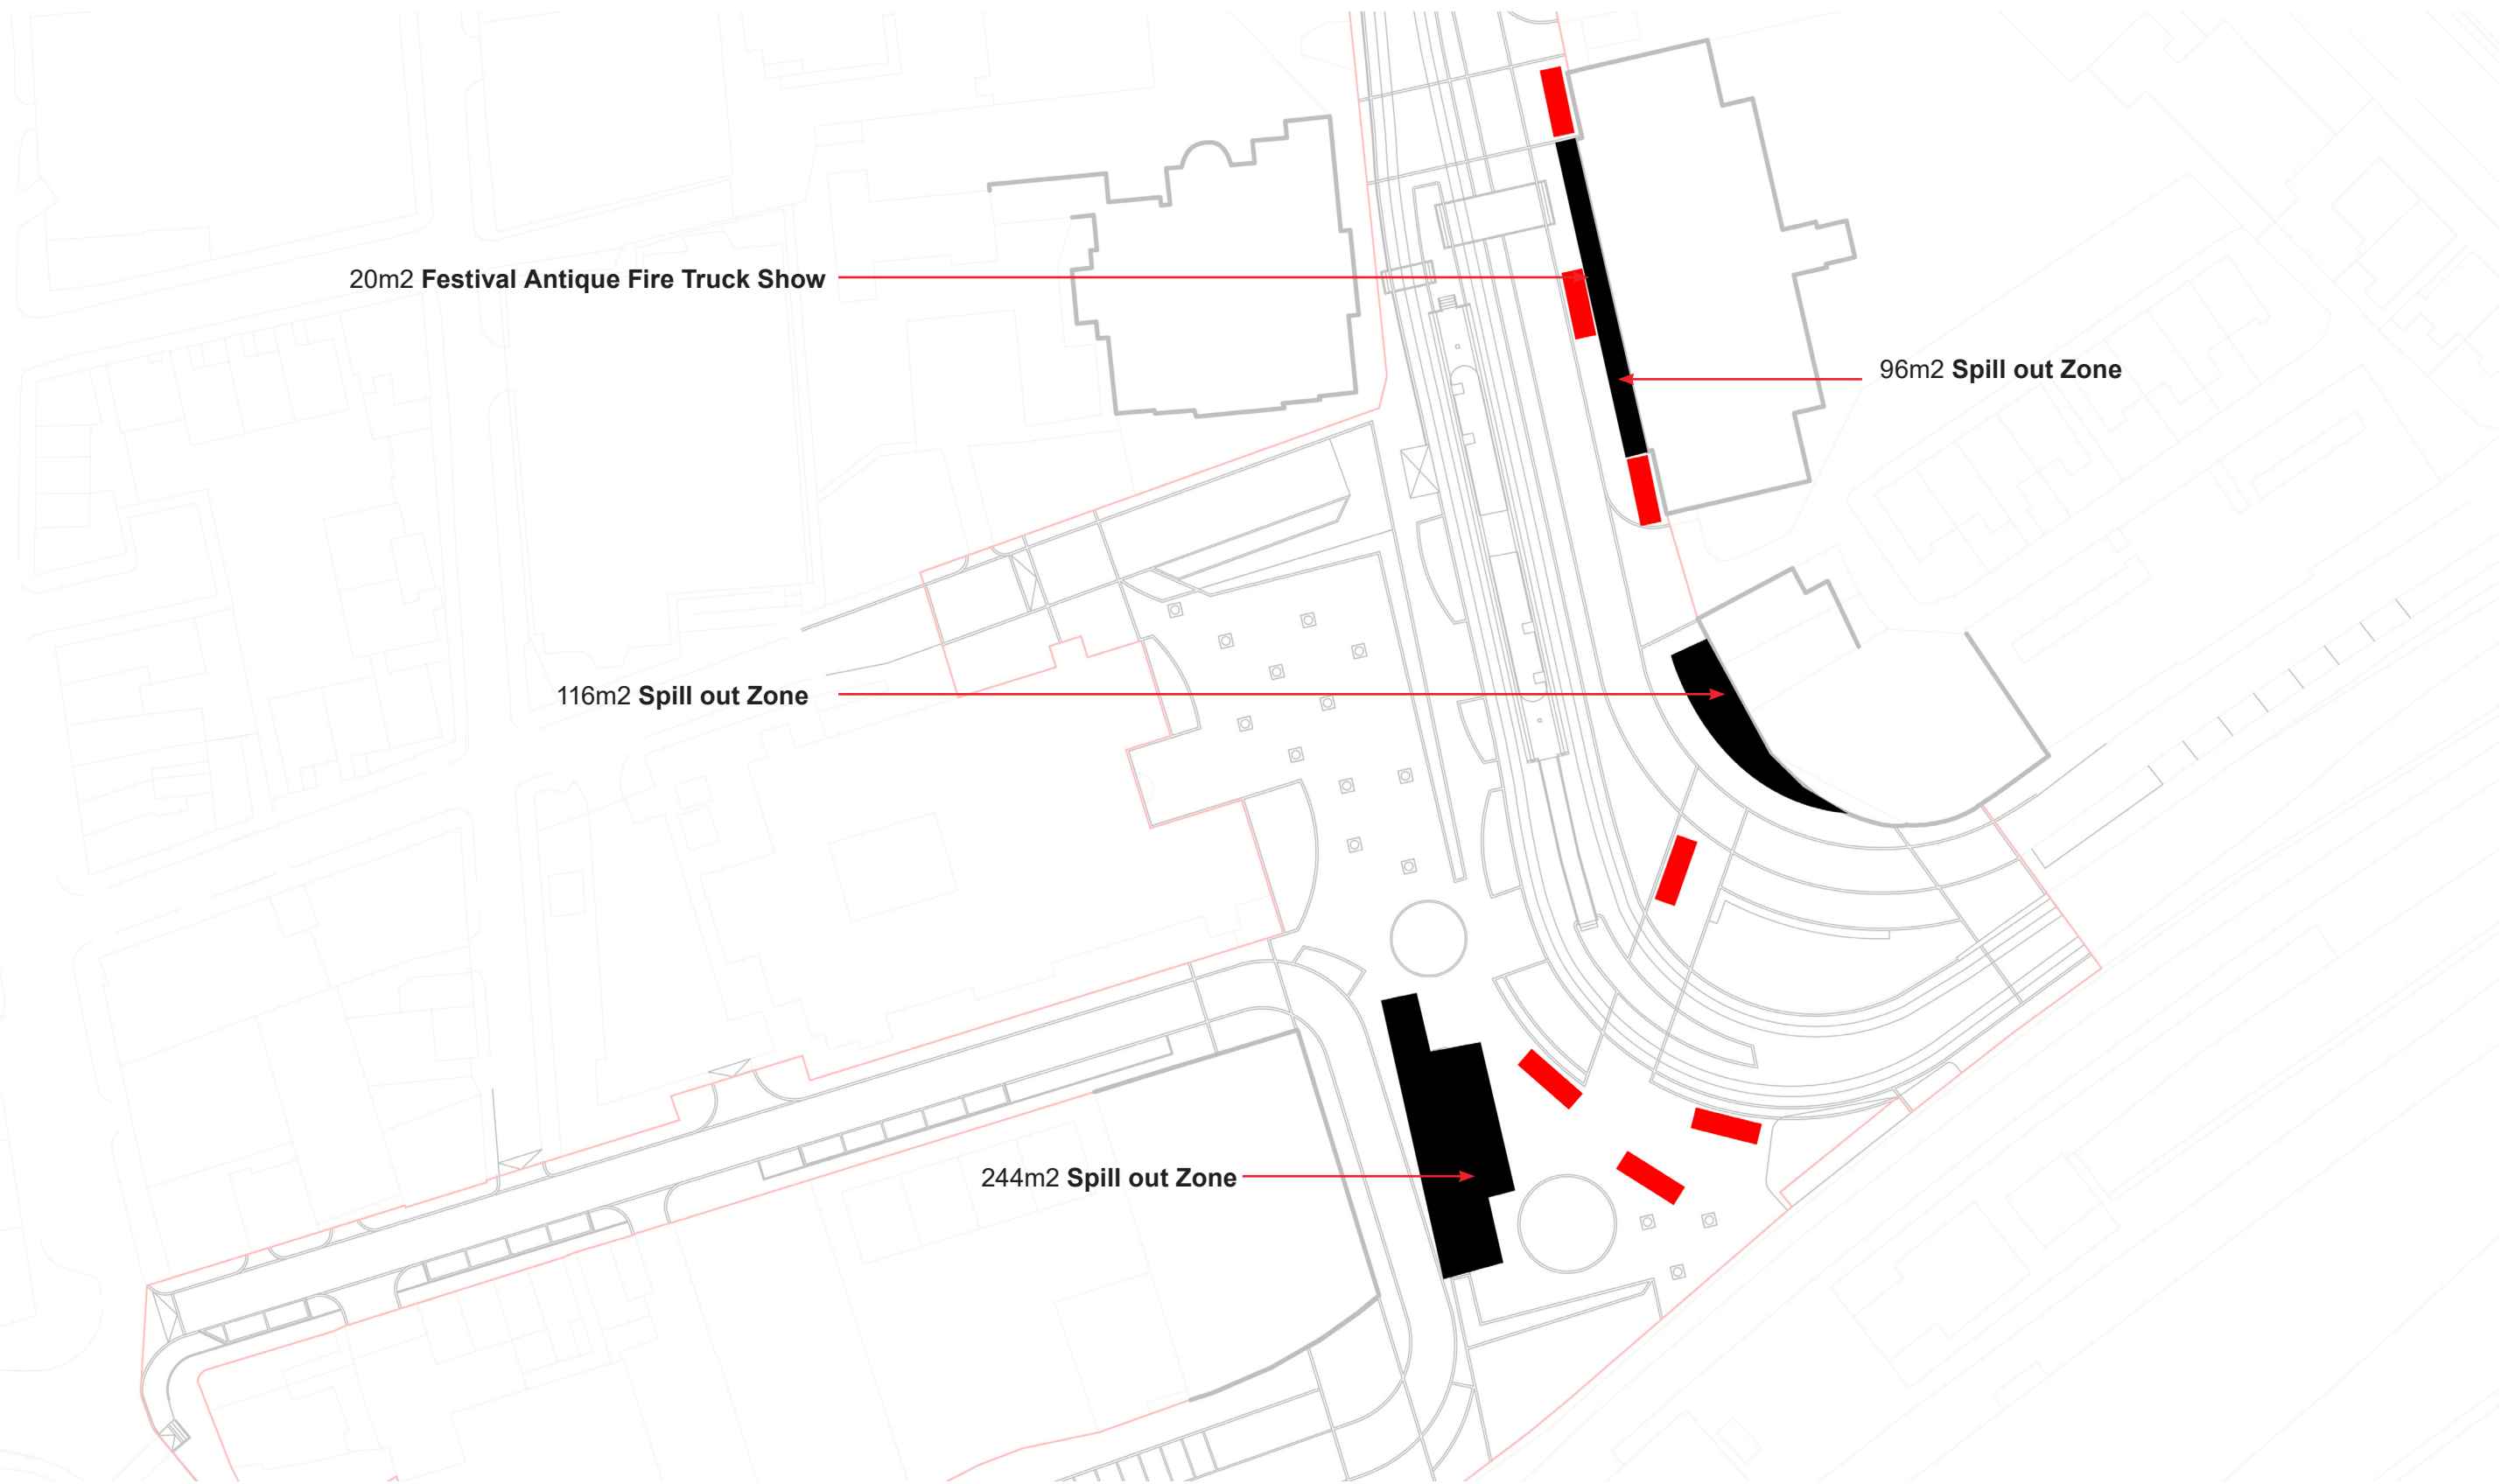 20m2 Festival Antique Fire Truck Show
96m2 Spill out Zone
116m2 Spill out Zone
244m2 Spill out Zone